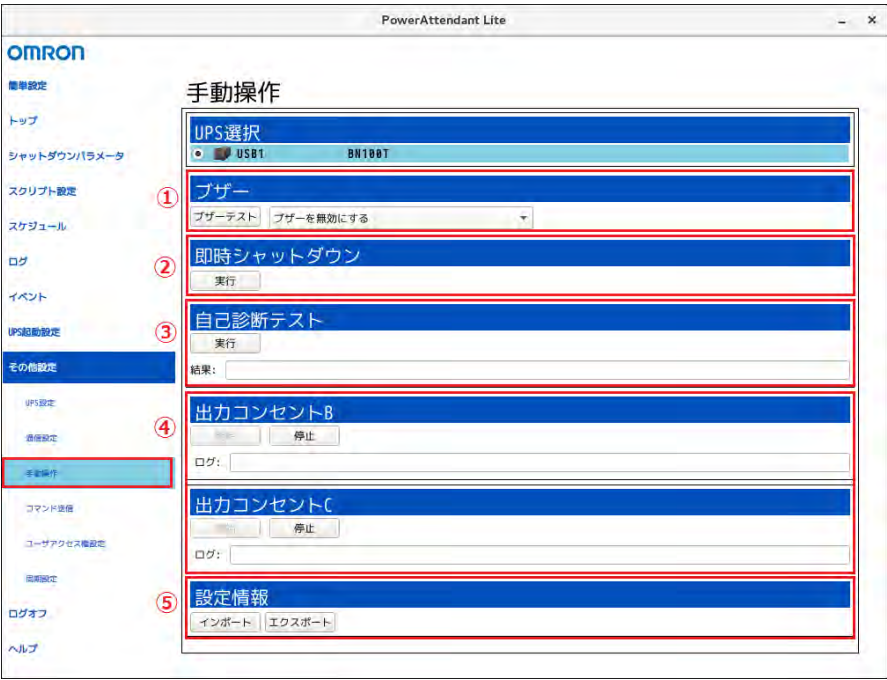 PowerAttendant Lite
OMRON
簡単設定
トップ
シャットダウンパラメータ
スクリプト設定
スケジュール
ログ
イベント
UPS起動設定
その他設定
UPS設定
通信設定
手動操作
コマンド送信
ユーザアクセス権設定
同期設定
ログオフ
ヘルプ
手動操作
UPS選択
USB1 BN100T
①
ブザー
ブザーテスト ブザーを無効にする
②
即時シャットダウン
実行
③
自己診断テスト
実行
結果:
④
出力コンセントB
停止
ログ:
出力コンセントC
停止
ログ:
⑤
設定情報
インポート エクスポート